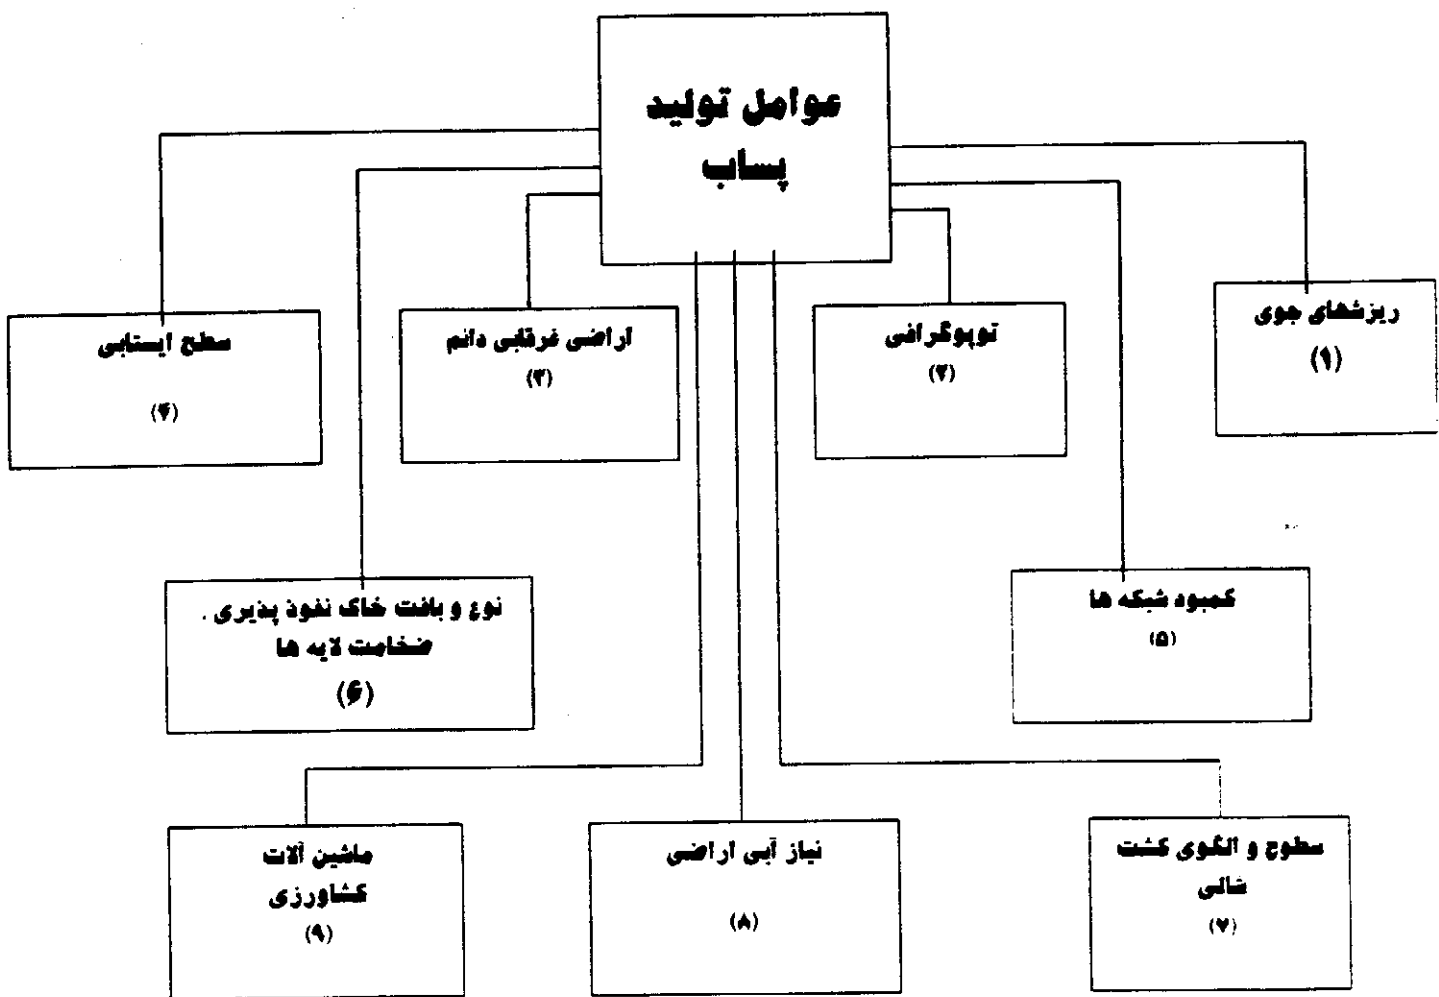 عوامل تولید
پساب
ریزشهای جوی
(۱)
توپوگرافی
(۲)
اراضی غرقابی دائم
(۳)
سطح ایستابی
(۴)
کمبود شبکه ها
(۵)
نوع و بافت خاک نفوذ پذیری .
ضخامت لایه ها
(۶)
سطوح و الگوی کشت
شالی
(۷)
نیاز آبی اراضی
(۸)
ماشین آلات
کشاورزی
(۹)